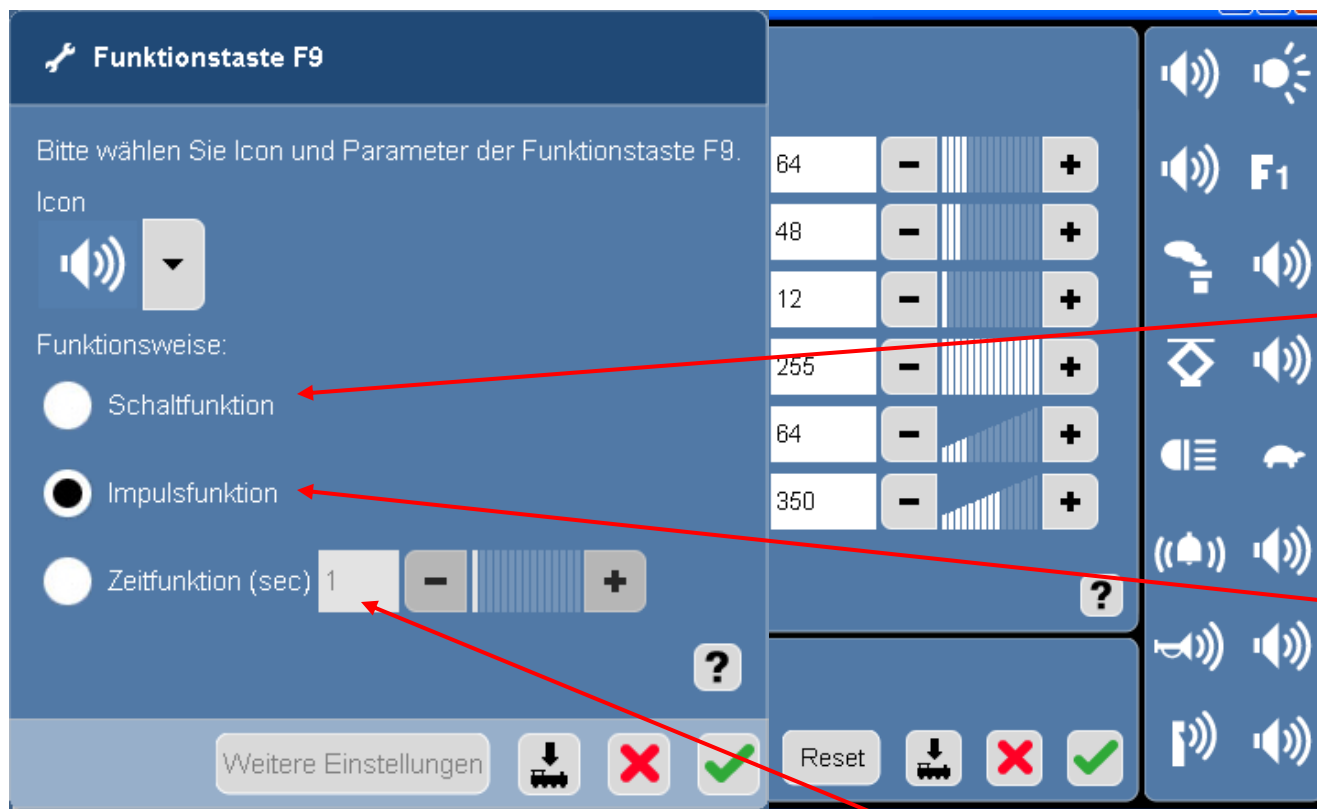 Funktionstaste F9
Bitte wählen Sie Icon und Parameter der Funktionstaste F9.
Icon
Funktionsweise:
Schaltfunktion
Impulsfunktion
Zeitfunktion (sec) 1 - +
?
Weitere Einstellungen
64 - +
48 - +
12 - +
255 - +
64 - +
350 - +
?
Reset
F1